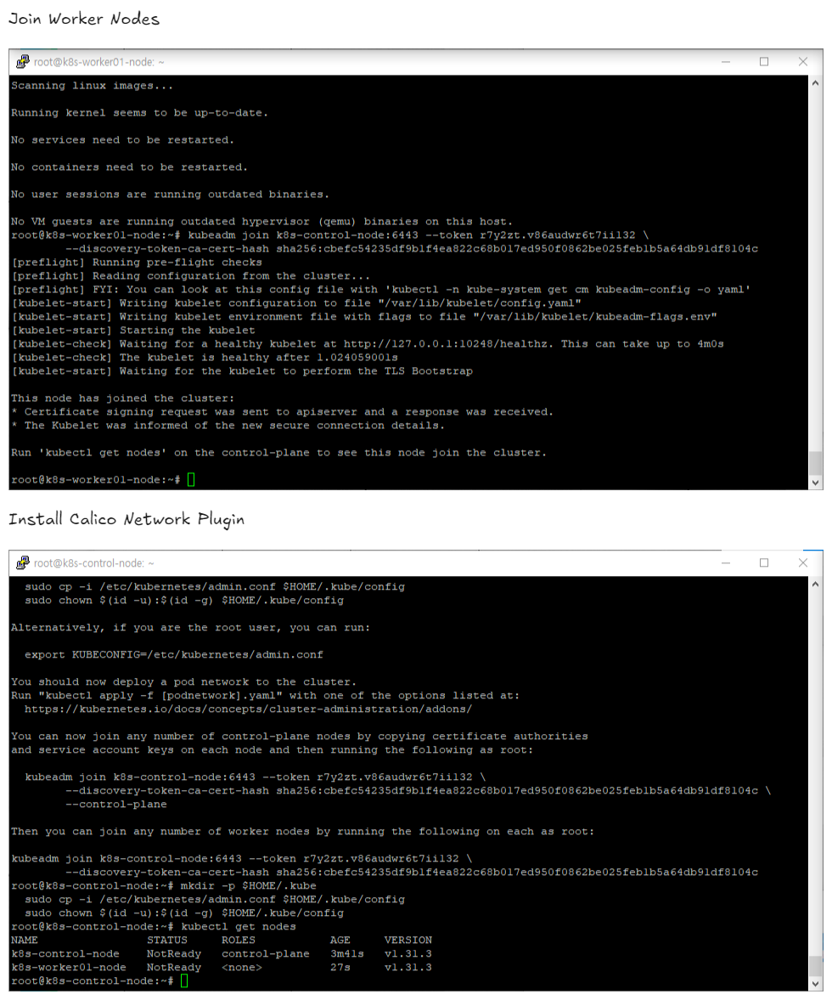 Join Worker Nodes
root@k8s-worker01-node: ~
Scanning linux images...
Running kernel seems to be up-to-date.
No services need to be restarted.
No containers need to be restarted.
No user sessions are running outdated binaries.
No VM guests are running outdated hypervisor (qemu) binaries on this host.
root@k8s-worker01-node:~# kubeadm join k8s-control-node:6443 --token r7y2zt.v86audwr6t7ii132 \
        --discovery-token-ca-cert-hash sha256:cbefc54235df9b1f4ea822c68b017ed950f0862be025feb1b5a64db91df8104c
[preflight] Running pre-flight checks
[preflight] Reading configuration from the cluster...
[preflight] FYI: You can look at this config file with 'kubectl -n kube-system get cm kubeadm-config -o yaml'
[kubelet-start] Writing kubelet configuration to file "/var/lib/kubelet/config.yaml"
[kubelet-start] Writing kubelet environment file with flags to file "/var/lib/kubelet/kubeadm-flags.env"
[kubelet-start] Starting the kubelet
[kubelet-check] Waiting for a healthy kubelet at http://127.0.0.1:10248/healthz. This can take up to 4m0s
[kubelet-check] The kubelet is healthy after 1.024059001s
[kubelet-start] Waiting for the kubelet to perform the TLS Bootstrap
This node has joined the cluster:
* Certificate signing request was sent to apiserver and a response was received.
* The Kubelet was informed of the new secure connection details.
Run 'kubectl get nodes' on the control-plane to see this node join the cluster.
root@k8s-worker01-node:~#
Install Calico Network Plugin
root@k8s-control-node: ~
  sudo cp -i /etc/kubernetes/admin.conf $HOME/.kube/config
  sudo chown $(id -u):$(id -g) $HOME/.kube/config
Alternatively, if you are the root user, you can run:
  export KUBECONFIG=/etc/kubernetes/admin.conf
You should now deploy a pod network to the cluster.
Run "kubectl apply -f [podnetwork].yaml" with one of the options listed at:
  https://kubernetes.io/docs/concepts/cluster-administration/addons/
You can now join any number of control-plane nodes by copying certificate authorities
and service account keys on each node and then running the following as root:
  kubeadm join k8s-control-node:6443 --token r7y2zt.v86audwr6t7ii132 \
        --discovery-token-ca-cert-hash sha256:cbefc54235df9b1f4ea822c68b017ed950f0862be025feb1b5a64db91df8104c \
        --control-plane
Then you can join any number of worker nodes by running the following on each as root:
kubeadm join k8s-control-node:6443 --token r7y2zt.v86audwr6t7ii132 \
        --discovery-token-ca-cert-hash sha256:cbefc54235df9b1f4ea822c68b017ed950f0862be025feb1b5a64db91df8104c
root@k8s-control-node:~# mkdir -p $HOME/.kube
  sudo cp -i /etc/kubernetes/admin.conf $HOME/.kube/config
  sudo chown $(id -u):$(id -g) $HOME/.kube/config
root@k8s-control-node:~# kubectl get nodes
NAME                STATUS     ROLES           AGE     VERSION
k8s-control-node    NotReady   control-plane   3m41s   v1.31.3
k8s-worker01-node   NotReady   <none>          27s     v1.31.3
root@k8s-control-node:~#